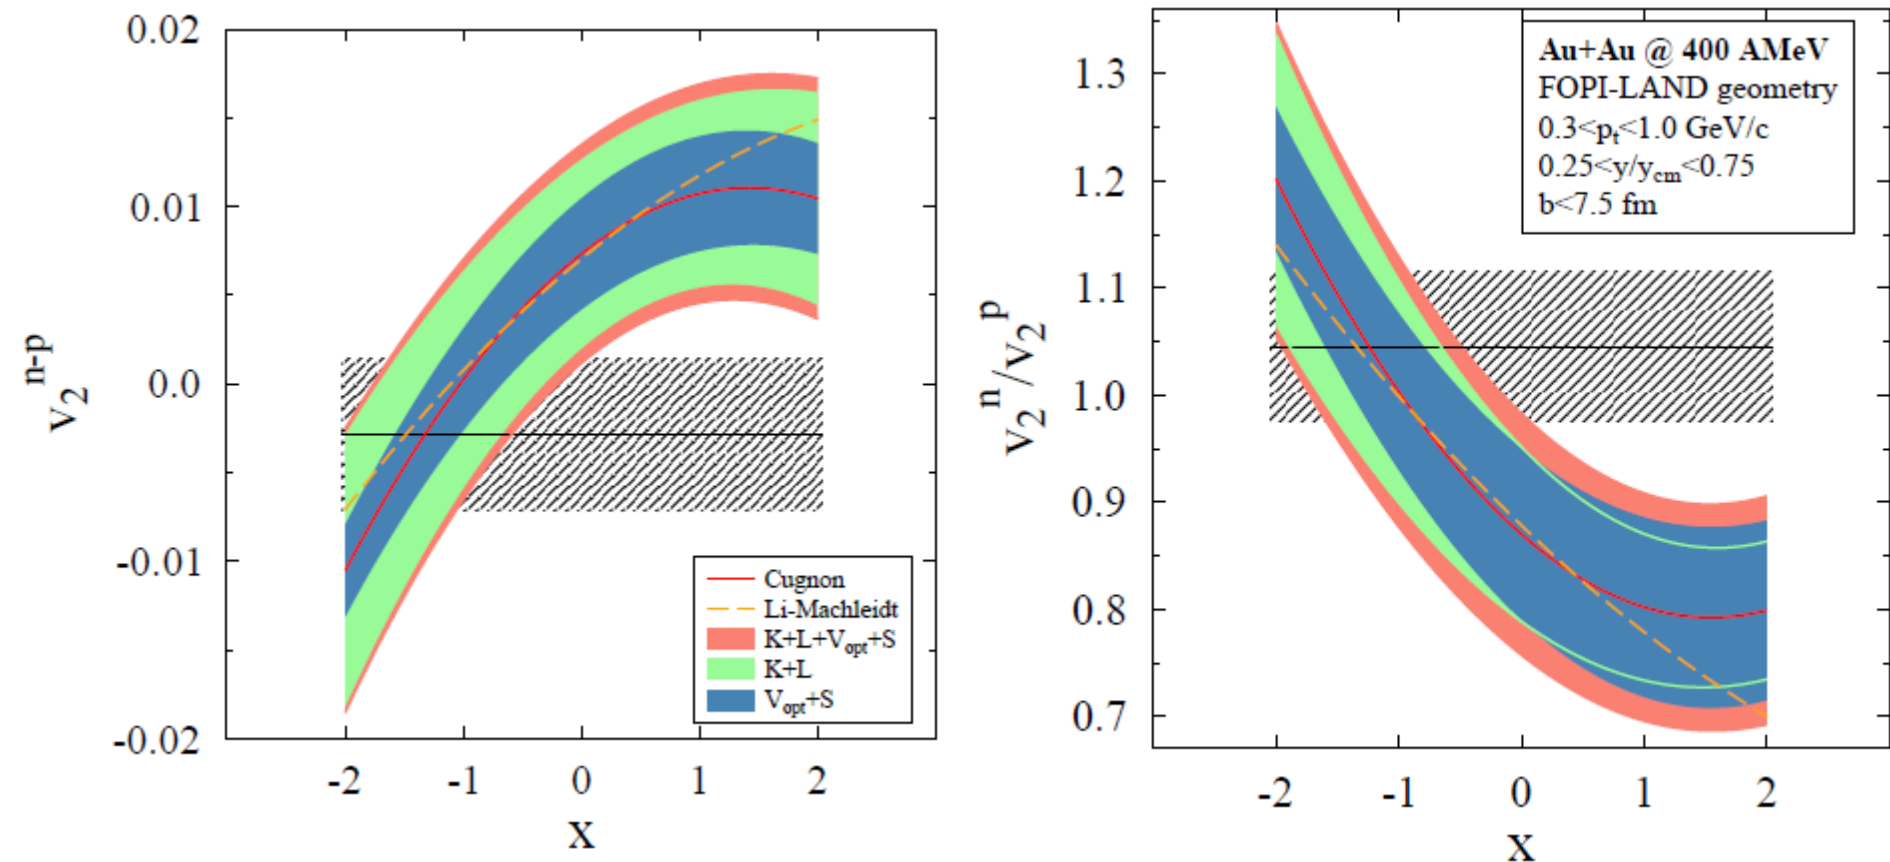 0.02
0.01
0.0
-0.01
-0.02
v₂ⁿ⁻ᵖ
-2 -1 0 1 2
x
Cugnon
Li-Machleidt
K+L+Vₒₚₜ+S
K+L
Vₒₚₜ+S
1.3
1.2
1.1
1.0
0.9
0.8
0.7
v₂ⁿ/v₂ᵖ
-2 -1 0 1 2
x
Au+Au @ 400 AMeV
FOPI-LAND geometry
0.3<pₜ<1.0 GeV/c
0.25<y/y_cm<0.75
b<7.5 fm